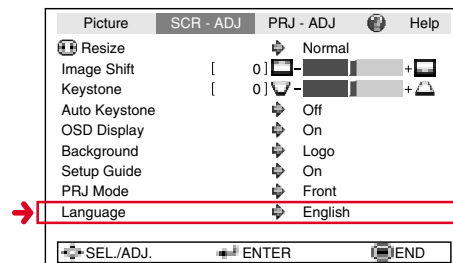 Picture SCR - ADJ PRJ - ADJ Help
Resize Normal
Image Shift [ 0 ] - +
Keystone [ 0 ] - +
Auto Keystone Off
OSD Display On
Background Logo
Setup Guide On
PRJ Mode Front
Language English
SEL./ADJ. ENTER END